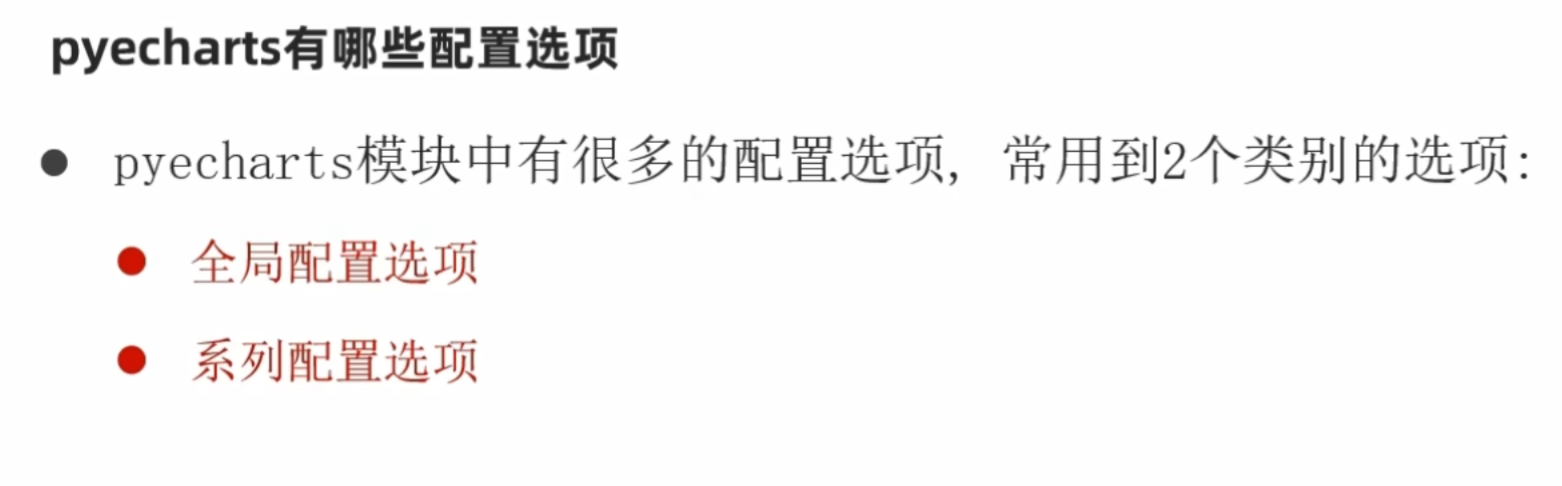 pyecharts有哪些配置选项
● pyecharts模块中有很多的配置选项, 常用到2个类别的选项:
● 全局配置选项
● 系列配置选项